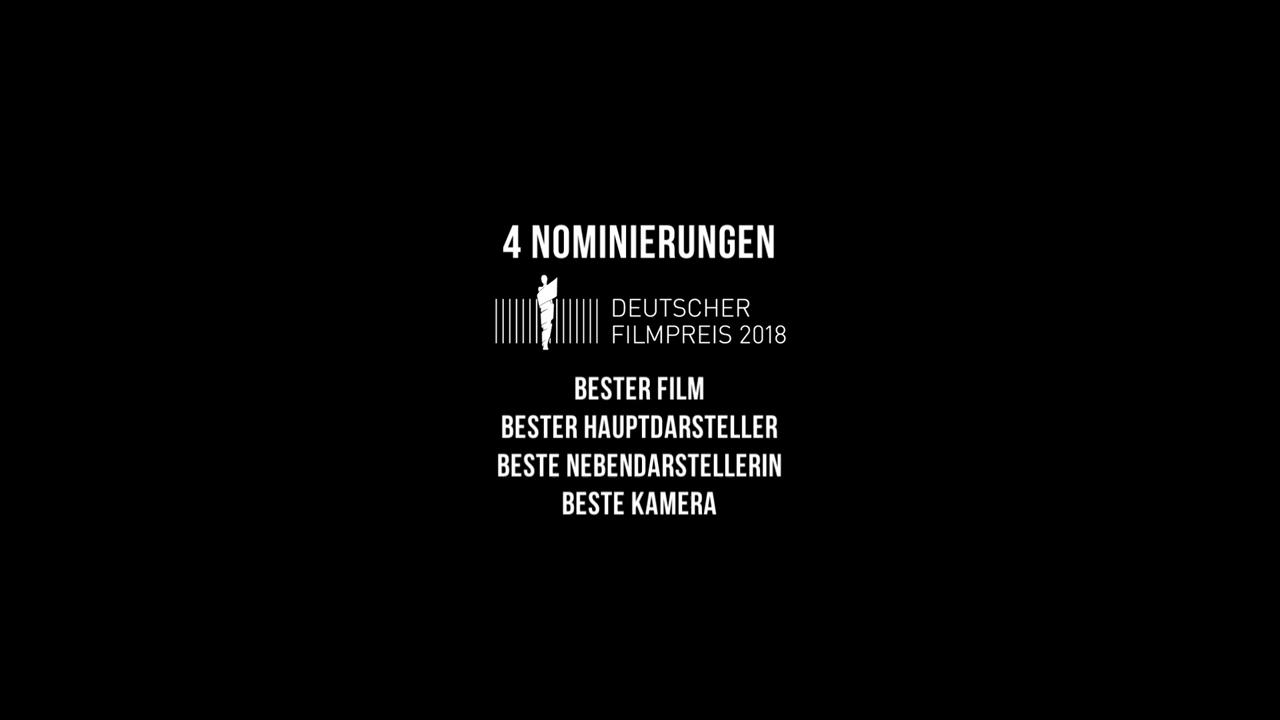 4 NOMINIERUNGEN
DEUTSCHER
FILMPREIS 2018
BESTER FILM
BESTER HAUPTDARSTELLER
BESTE NEBENDARSTELLERIN
BESTE KAMERA